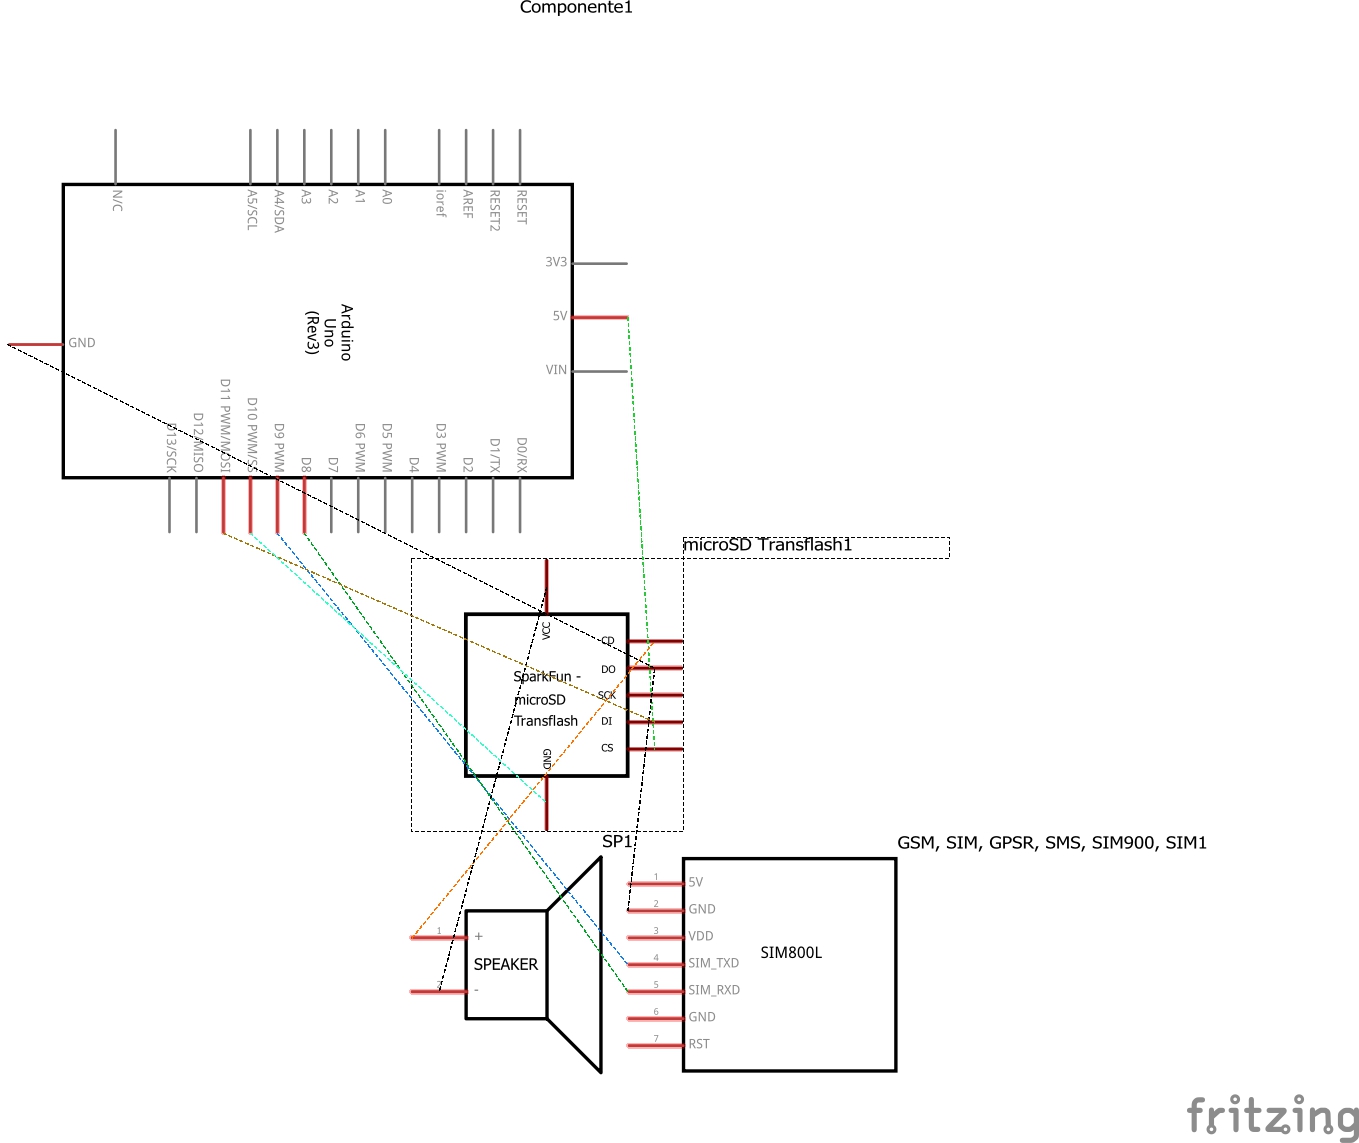 Componente1
N/C
A5/SCL
A4/SDA
A3
A2
A1
A0
ioref
AREF
RESET2
RESET
3V3
5V
VIN
GND
Arduino
Uno
(Rev3)
D13/SCK
D12/MISO
D11 PWM/MOSI
D10 PWM/SS
D9 PWM
D8
D7
D6 PWM
D5 PWM
D4
D3 PWM
D2
D1/TX
D0/RX
microSD Transflash1
VCC
CD
DO
SCK
DI
CS
GND
SparkFun -
microSD
Transflash
SP1
1
+
2
-
SPEAKER
GSM, SIM, GPSR, SMS, SIM900, SIM1
1 5V
2 GND
3 VDD
4 SIM_TXD
5 SIM_RXD
6 GND
7 RST
SIM800L
fritzing